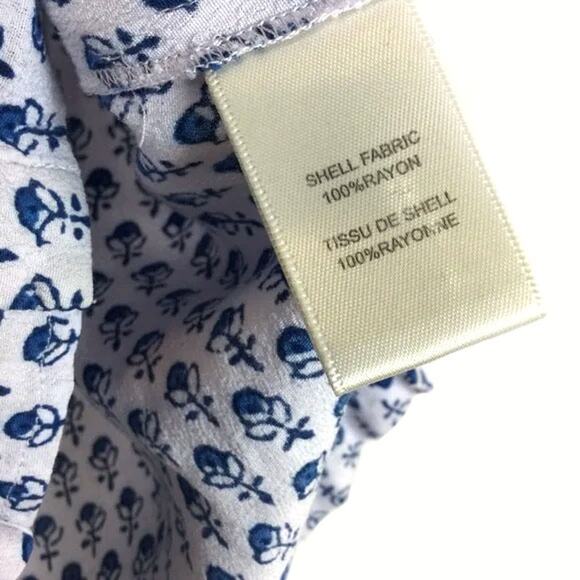 SHELL FABRIC
100%RAYON
TISSU DE SHELL
100%RAYONNE